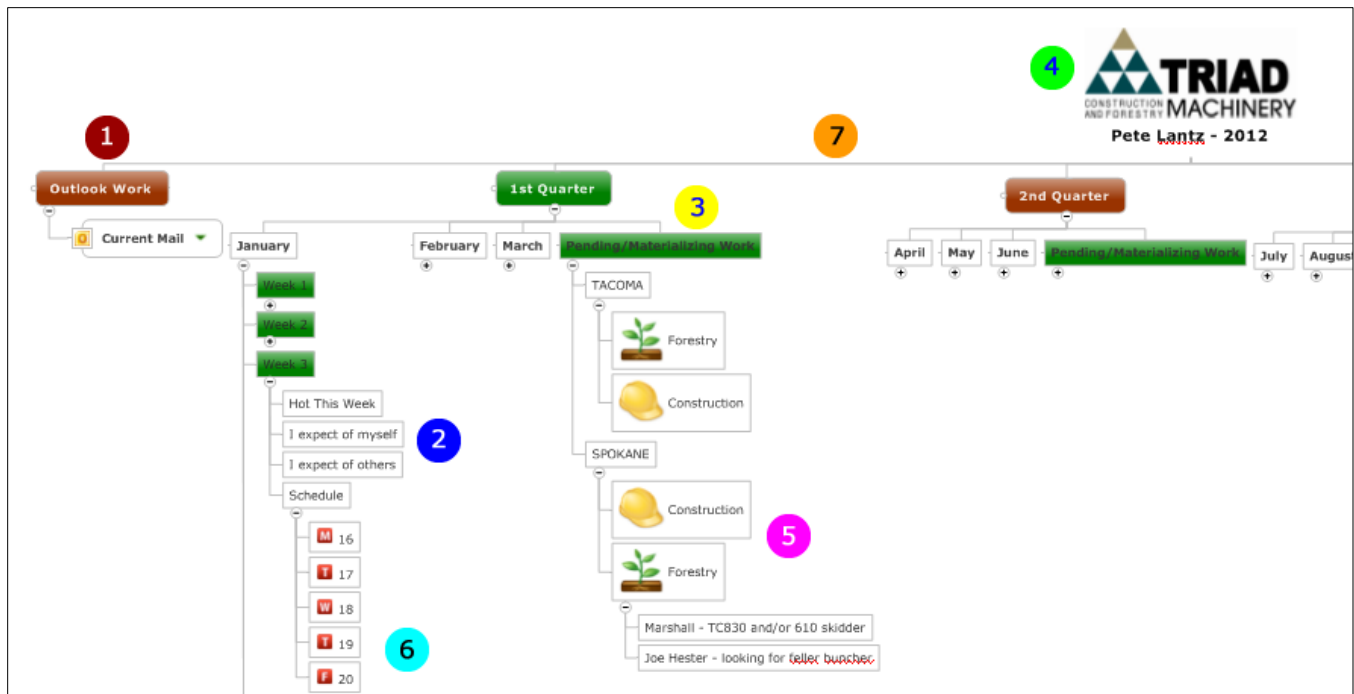 4
TRIAD
CONSTRUCTION AND FORESTRY MACHINERY
Pete Lantz - 2012
1
7
Outlook Work
1st Quarter
2nd Quarter
3
Current Mail
January
February
March
Pending/Materializing Work
April
May
June
Pending/Materializing Work
July
August
Week 1
Week 2
Week 3
TACOMA
Forestry
Construction
Hot This Week
I expect of myself
I expect of others
2
Schedule
SPOKANE
Construction
5
Forestry
M 16
T 17
W 18
T 19
F 20
6
Marshall - TC830 and/or 610 skidder
Joe Hester - looking for feller buncher